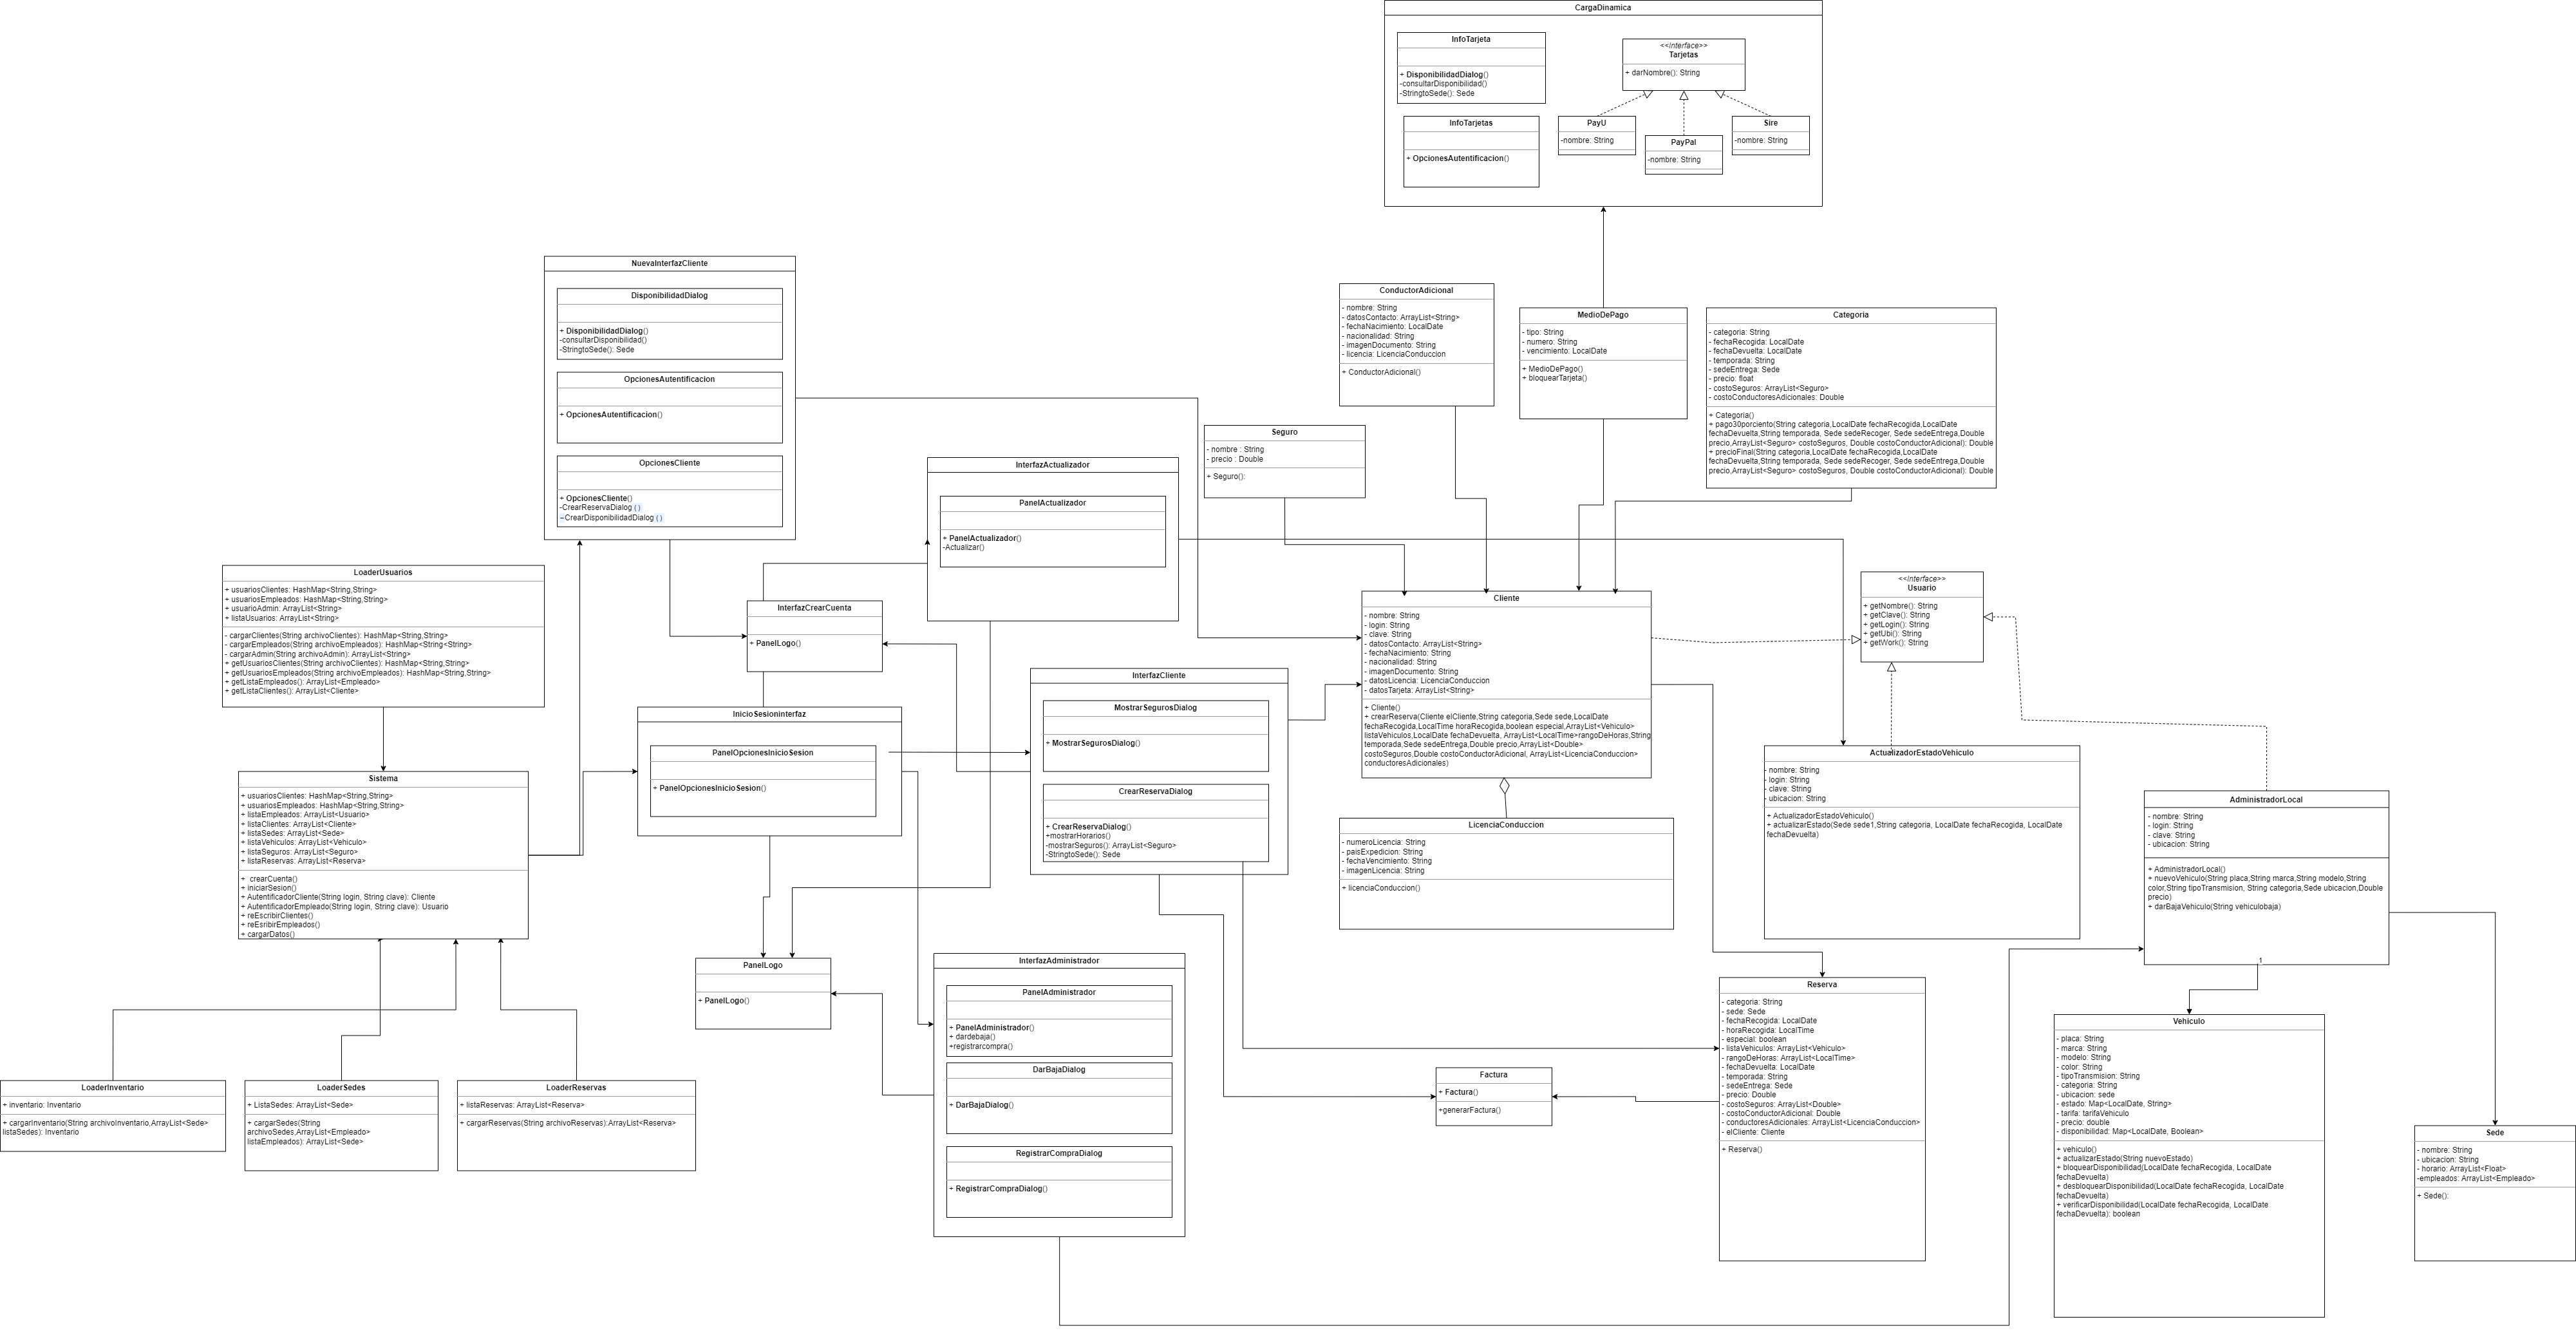 CargaDinamica
InfoTarjeta
+ DisponibilidadDialog()
-consultarDisponibilidad()
-StringtoSede(): Sede
<<interface>>
Tarjetas
+ darNombre(): String
InfoTarjetas
+ OpcionesAutentificacion()
PayU
-nombre: String
PayPal
-nombre: String
Sire
-nombre: String
NuevaInterfazCliente
DisponibilidadDialog
+ DisponibilidadDialog()
-consultarDisponibilidad()
-StringtoSede(): Sede
OpcionesAutentificacion
+ OpcionesAutentificacion()
OpcionesCliente
+ OpcionesCliente()
-CrearReservaDialog()
-CrearDisponibilidadDialog()
ConductorAdicional
- nombre: String
- datosContacto: ArrayList<String>
- fechaNacimiento: LocalDate
- nacionalidad: String
- imagenDocumento: String
- licencia: LicenciaConduccion
+ ConductorAdicional()
MedioDePago
- tipo: String
- numero: String
- vencimiento: LocalDate
+ MedioDePago()
+ bloquearTarjeta()
Categoria
- categoria: String
- fechaRecogida: LocalDate
- fechaDevuelta: LocalDate
- temporada: String
- sedeEntrega: Sede
- precio: float
- costoSeguros: ArrayList<Seguro>
- costoConductoresAdicionales: Double
+ Categoria()
+ pago30porciento(String categoria,LocalDate fechaRecogida,LocalDate
fechaDevuelta,String temporada, Sede sedeRecoger, Sede sedeEntrega,Double
precio,ArrayList<Seguro> costoSeguros, Double costoConductorAdicional): Double
+ precioFinal(String categoria,LocalDate fechaRecogida,LocalDate
fechaDevuelta,String temporada, Sede sedeRecoger, Sede sedeEntrega,Double
precio,ArrayList<Seguro> costoSeguros, Double costoConductorAdicional): Double
Seguro
- nombre : String
- precio : Double
+ Seguro():
InterfazActualizador
PanelActualizador
+ PanelActualizador()
-Actualizar()
LoaderUsuarios
+ usuariosClientes: HashMap<String,String>
+ usuariosEmpleados: HashMap<String,String>
+ usuarioAdmin: ArrayList<String>
+ listaUsuarios: ArrayList<String>
- cargarClientes(String archivoClientes): HashMap<String,String>
- cargarEmpleados(String archivoEmpleados): HashMap<String<String>
- cargarAdmin(String archivoAdmin): ArrayList<String>
+ getUsuariosClientes(String archivoClientes): HashMap<String,String>
+ getUsuariosEmpleados(String archivoEmpleados): HashMap<String,String>
+ getListaEmpleados(): ArrayList<Empleado>
+ getListaClientes(): ArrayList<Cliente>
InterfazCrearCuenta
+ PanelLogo()
Cliente
- nombre: String
- login: String
- clave: String
- datosContacto: ArrayList<String>
- fechaNacimiento: String
- nacionalidad: String
- imagenDocumento: String
- datosLicencia: LicenciaConduccion
- datosTarjeta: ArrayList<String>
+ Cliente()
+ crearReserva(Cliente elCliente,String categoria,Sede sede,LocalDate
fechaRecogida,LocalTime horaRecogida,boolean especial,ArrayList<Vehiculo>
listaVehiculos,LocalDate fechaDevuelta, ArrayList<LocalTime>rangoDeHoras,String
temporada,Sede sedeEntrega,Double precio,ArrayList<Double>
costoSeguros,Double costoConductorAdicional, ArrayList<LicenciaConduccion>
conductoresAdicionales)
<<interface>>
Usuario
+ getNombre(): String
+ getClave(): String
+ getLogin(): String
+ getUbi(): String
+ getWork(): String
InterfazCliente
MostrarSegurosDialog
+ MostrarSegurosDialog()
CrearReservaDialog
+ CrearReservaDialog()
+mostrarHorarios()
-mostrarSeguros(): ArrayList<Seguro>
-StringtoSede(): Sede
InicioSesioninterfaz
PanelOpcionesInicioSesion
+ PanelOpcionesInicioSesion()
Sistema
+ usuariosClientes: HashMap<String,String>
+ usuariosEmpleados: HashMap<String,String>
+ listaEmpleados: ArrayList<Usuario>
+ listaClientes: ArrayList<Cliente>
+ listaSedes: ArrayList<Sede>
+ listaVehiculos: ArrayList<Vehiculo>
+ listaSeguros: ArrayList<Seguro>
+ listaReservas: ArrayList<Reserva>
+ crearCuenta()
+ iniciarSesion()
+ AutentificadorCliente(String login, String clave): Cliente
+ AutentificadorEmpleado(String login, String clave): Usuario
+ reEscribirClientes()
+ reEsribirEmpleados()
+ cargarDatos()
ActualizadorEstadoVehiculo
- nombre: String
- login: String
- clave: String
- ubicacion: String
+ ActualizadorEstadoVehiculo()
+ actualizarEstado(Sede sede1,String categoria, LocalDate fechaRecogida, LocalDate
fechaDevuelta)
AdministradorLocal
- nombre: String
- login: String
- clave: String
- ubicacion: String
+ AdministradorLocal()
+ nuevoVehiculo(String placa,String marca,String modelo,String
color,String tipoTransmision, String categoria,Sede ubicacion,Double
precio)
+ darBajaVehiculo(String vehiculobaja)
1
LicenciaConduccion
- numeroLicencia: String
- paisExpedicion: String
- fechaVencimiento: String
- imagenLicencia: String
+ licenciaConduccion()
PanelLogo
+ PanelLogo()
InterfazAdministrador
PanelAdministrador
+ PanelAdministrador()
+ dardebaja()
+registrarcompra()
DarBajaDialog
+ DarBajaDialog()
RegistrarCompraDialog
+ RegistrarCompraDialog()
Reserva
- categoria: String
- sede: Sede
- fechaRecogida: LocalDate
- horaRecogida: LocalTime
- especial: boolean
- listaVehiculos: ArrayList<Vehiculo>
- rangoDeHoras: ArrayList<LocalTime>
- fechaDevuelta: LocalDate
- temporada: String
- sedeEntrega: Sede
- precio: Double
- costoSeguros: ArrayList<Double>
- costoConductorAdicional: Double
- conductoresAdicionales: ArrayList<LicenciaConduccion>
- elCliente: Cliente
+ Reserva()
Vehiculo
- placa: String
- marca: String
- modelo: String
- color: String
- tipoTransmision: String
- categoria: String
- ubicacion: sede
- estado: Map<LocalDate, String>
- tarifa: tarifaVehiculo
- precio: double
- disponibilidad: Map<LocalDate, Boolean>
+ vehiculo()
+ actualizarEstado(String nuevoEstado)
+ bloquearDisponibilidad(LocalDate fechaRecogida, LocalDate
fechaDevuelta)
+ desbloquearDisponibilidad(LocalDate fechaRecogida, LocalDate
fechaDevuelta)
+ verificarDisponibilidad(LocalDate fechaRecogida, LocalDate
fechaDevuelta): boolean
Factura
+ Factura()
+generarFactura()
LoaderInventario
+ inventario: Inventario
+ cargarInventario(String archivoInventario,ArrayList<Sede>
listaSedes): Inventario
LoaderSedes
+ ListaSedes: ArrayList<Sede>
+ cargarSedes(String
archivoSedes,ArrayList<Empleado>
listaEmpleados): ArrayList<Sede>
LoaderReservas
+ listaReservas: ArrayList<Reserva>
+ cargarReservas(String archivoReservas):ArrayList<Reserva>
Sede
- nombre: String
- ubicacion: String
- horario: ArrayList<Float>
-empleados: ArrayList<Empleado>
+ Sede():